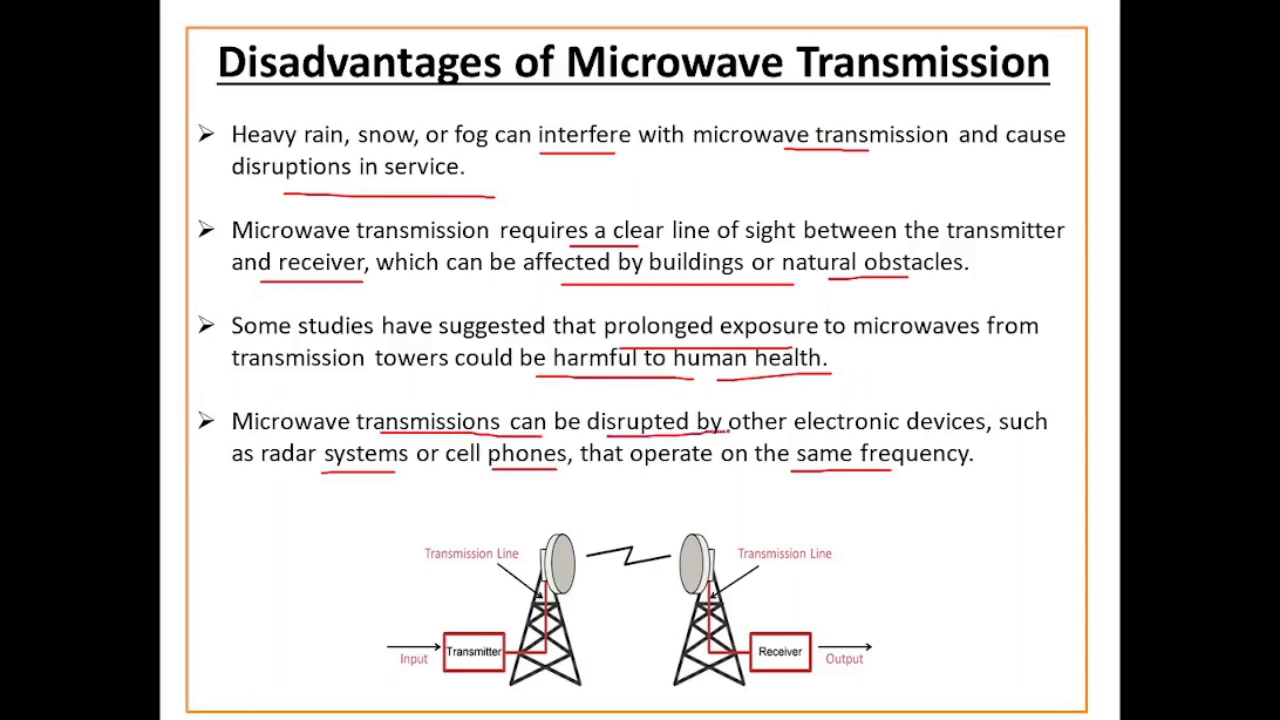 Disadvantages of Microwave Transmission
➢ Heavy rain, snow, or fog can interfere with microwave transmission and cause
disruptions in service.
➢ Microwave transmission requires a clear line of sight between the transmitter
and receiver, which can be affected by buildings or natural obstacles.
➢ Some studies have suggested that prolonged exposure to microwaves from
transmission towers could be harmful to human health.
➢ Microwave transmissions can be disrupted by other electronic devices, such
as radar systems or cell phones, that operate on the same frequency.
Transmission Line
Transmission Line
Input
Transmitter
Receiver
Output